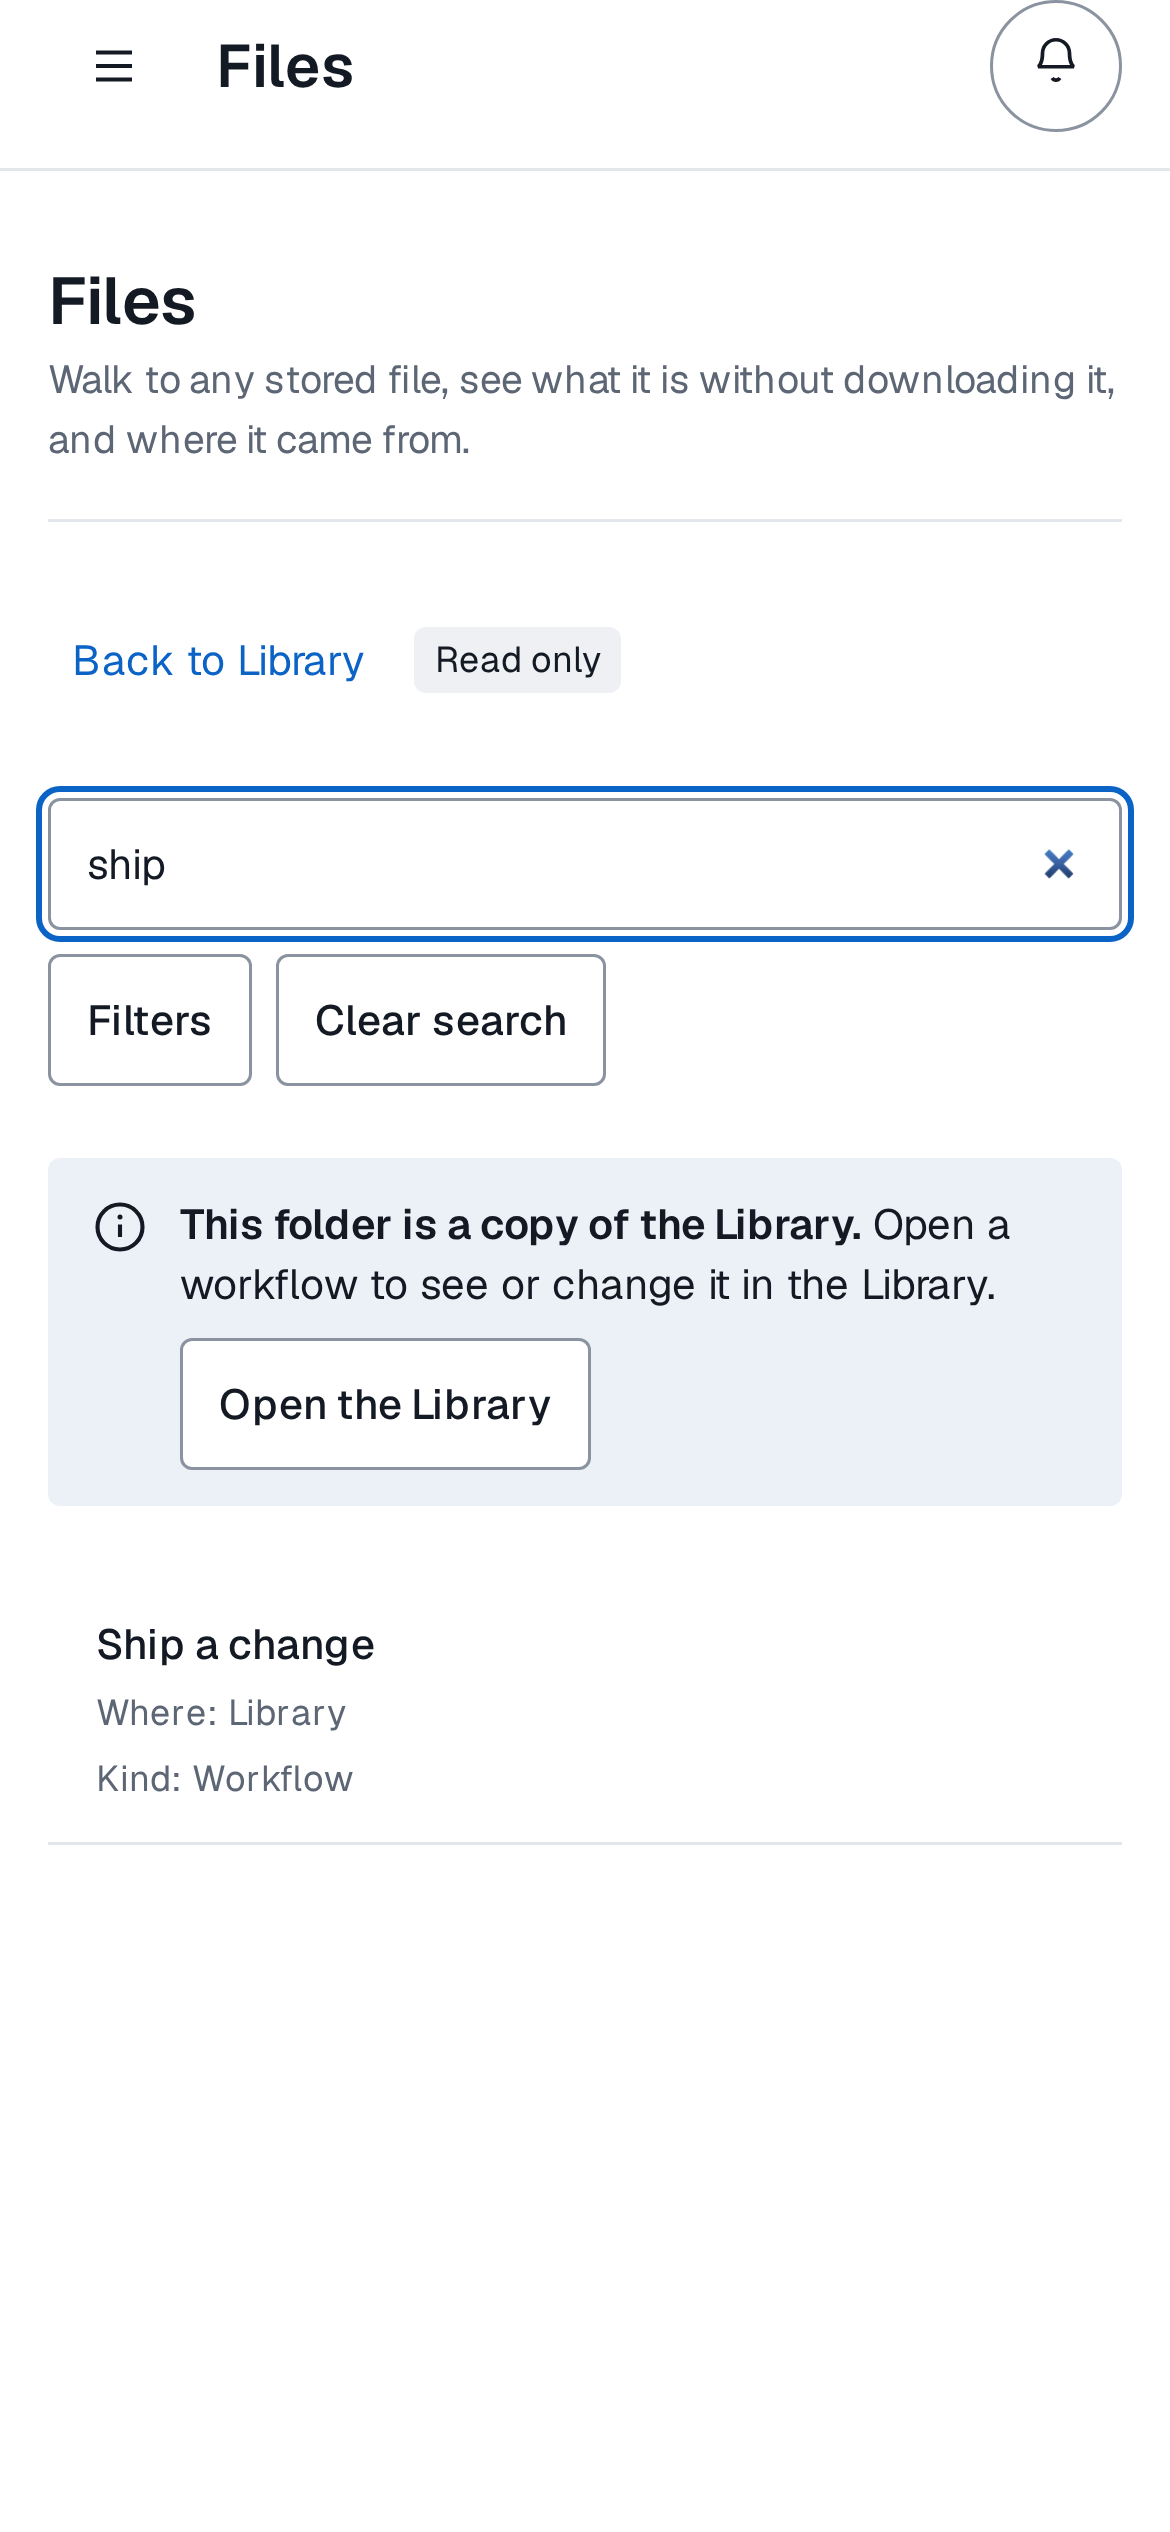 Files
Files
Walk to any stored file, see what it is without downloading it,
and where it came from.
Back to Library
Read only
ship
Filters
Clear search
This folder is a copy of the Library. Open a
workflow to see or change it in the Library.
Open the Library
Ship a change
Where: Library
Kind: Workflow